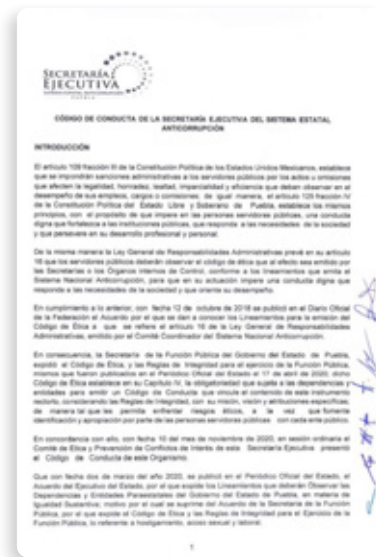 SECRETARÍA
EJECUTIVA
CÓDIGO DE CONDUCTA DE LA SECRETARÍA EJECUTIVA DEL SISTEMA ESTATAL
ANTICORRUPCIÓN
INTRODUCCIÓN
El artículo 109 fracción III de la Constitución Política de los Estados Unidos Mexicanos, establece
que se impondrán sanciones administrativas a los servidores públicos por los actos u omisiones
que afecten la legalidad, honradez, lealtad, imparcialidad y eficiencia que deban observar en el
desempeño de sus empleos, cargos o comisiones; de igual manera, el artículo 125 fracción IV
de la Constitución Política del Estado Libre y Soberano de Puebla, establece los mismos
principios, con el propósito de que impere en las personas servidoras públicas, una conducta
digna que fortalezca a las instituciones públicas, que responda a las necesidades de la sociedad
y que persevere en su desarrollo profesional y personal.
De la misma manera la Ley General de Responsabilidades Administrativas prevé en su artículo
16 que los servidores públicos deberán observar el código de ética que al efecto sea emitido por
las Secretarías o los Órganos Internos de Control, conforme a los lineamientos que emita el
Sistema Nacional Anticorrupción, para que en su actuación impere una conducta digna que
responda a las necesidades de la sociedad y que oriente su desempeño.
En cumplimiento a lo anterior, con fecha 12 de octubre de 2018 se publicó en el Diario Oficial
de la Federación el Acuerdo por el que se dan a conocer los Lineamientos para la emisión del
Código de Ética a que se refiere el artículo 16 de la Ley General de Responsabilidades
Administrativas, emitido por el Comité Coordinador del Sistema Nacional Anticorrupción.
En consecuencia, la Secretaría de la Función Pública del Gobierno del Estado de Puebla,
expidió el Código de Ética, y las Reglas de Integridad para el ejercicio de la Función Pública,
mismos que fueron publicados en el Periódico Oficial del Estado el 17 de abril de 2020, dicho
Código de Ética establece en su Capítulo IV, la obligatoriedad que sujeta a las dependencias y
entidades para emitir un Código de Conducta que vincule el contenido de este instrumento
rector, considerando las Reglas de Integridad, con su misión, visión y atribuciones específicas,
de manera tal que les permita enfrentar riesgos éticos, a la vez que fomente
identificación y apropiación por parte de las personas servidoras públicas con cada ente público.
En concordancia con ello, con fecha 10 del mes de noviembre de 2020, en sesión ordinaria el
Comité de Ética y Prevención de Conflictos de Interés de esta Secretaría Ejecutiva presentó
el Código de Conducta de este Organismo.
Que con fecha dos de marzo del año 2020, se publicó en el Periódico Oficial del Estado, el
Acuerdo del Ejecutivo del Estado, por el que expide los Lineamientos que deberán Observar las
Dependencias y Entidades Paraestatales del Gobierno del Estado de Puebla, en materia de
Igualdad Sustantiva; motivo por el cual se suprime del Acuerdo de la Secretaría de la Función
Pública, por el que expide el Código de Ética y las Reglas de Integridad para el Ejercicio de la
Función Pública, lo referente a hostigamiento, acoso sexual y laboral.
1